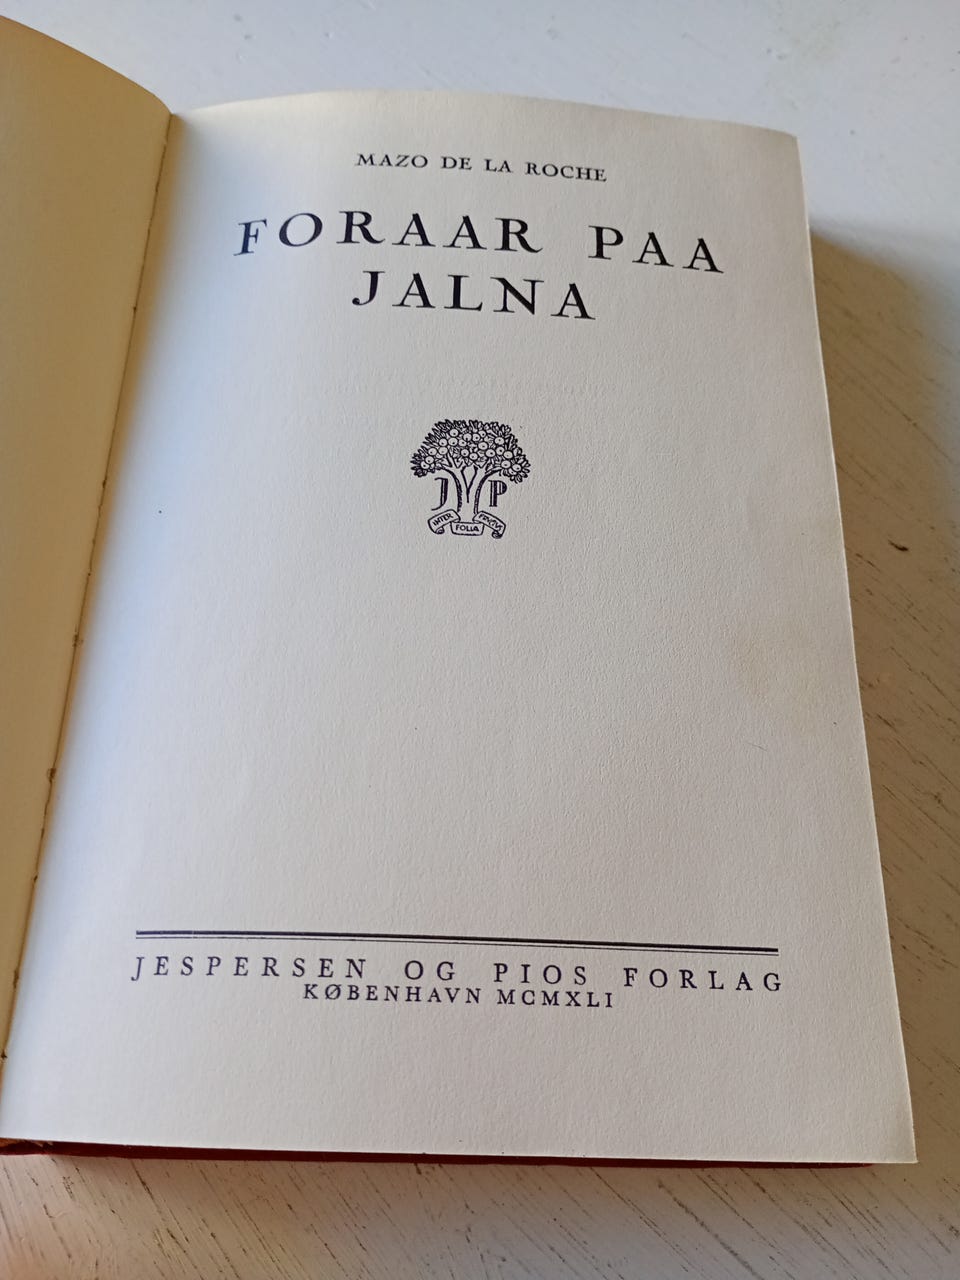 MAZO DE LA ROCHE
FORAAR PAA
JALNA
J P
INTER FOLIA FRUCTUS
JESPERSEN OG PIOS FORLAG
KØBENHAVN MCMXLI